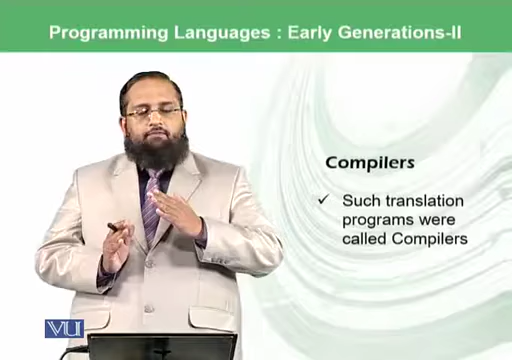 Programming Languages : Early Generations-II
Compilers
✓ Such translation
programs were
called Compilers
VU